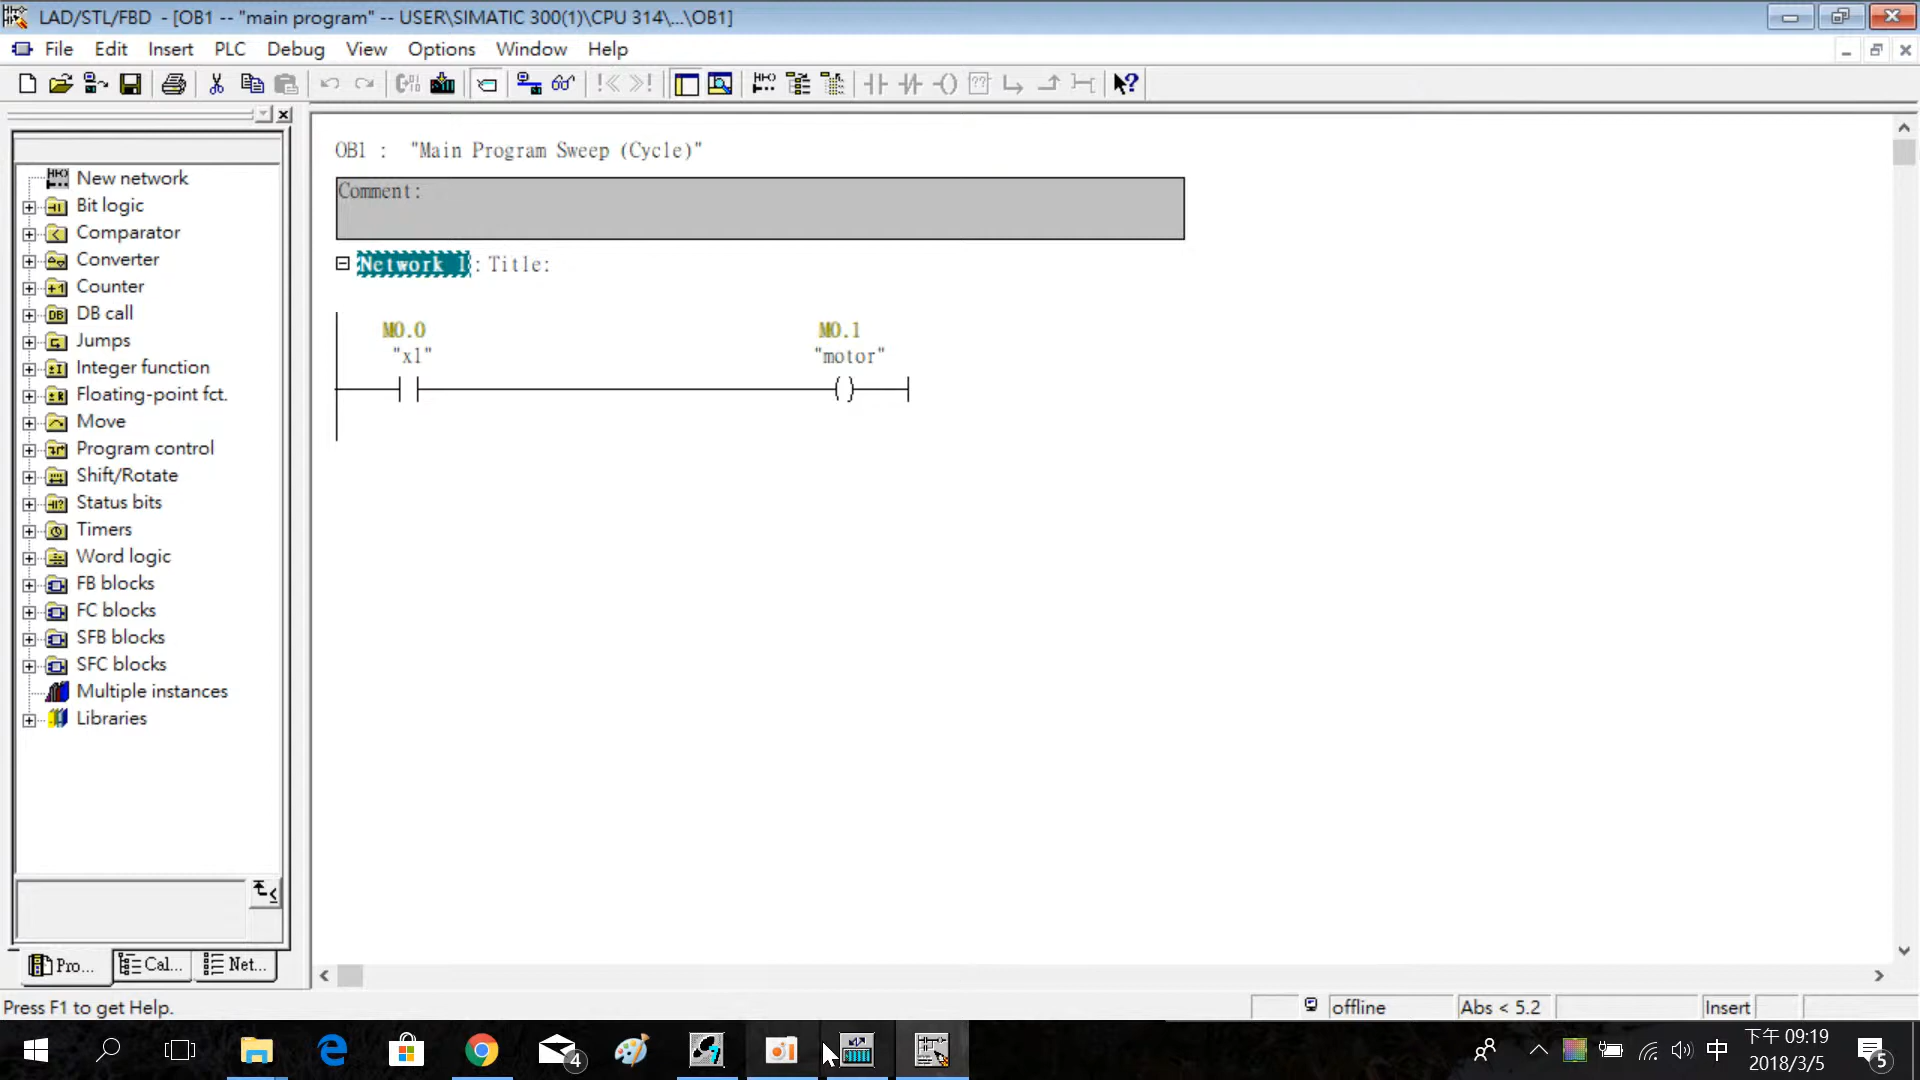 LAD/STL/FBD - [OB1 -- "main program" -- USER\SIMATIC 300(1)\CPU 314\...\OB1]
File Edit Insert PLC Debug View Options Window Help
New network
Bit logic
Comparator
Converter
Counter
DB call
Jumps
Integer function
Floating-point fct.
Move
Program control
Shift/Rotate
Status bits
Timers
Word logic
FB blocks
FC blocks
SFB blocks
SFC blocks
Multiple instances
Libraries
Pro... Cal... Net...
OB1 : "Main Program Sweep (Cycle)"
Comment:
Network 1: Title:
M0.0 M0.1
"x1" "motor"
Press F1 to get Help.
offline Abs < 5.2 Insert
4
中
下午 09:19
2018/3/5
5